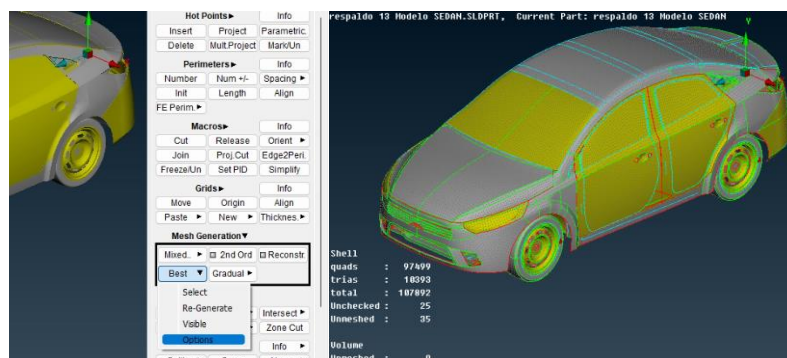 Hot Points▸ Info
Insert Project Parametric.
Delete Mult.Project Mark/Un
Perimeters▸ Info
Number Num +/- Spacing ▸
Init Length Align
FE Perim. ▸
Macros▸ Info
Cut Release Orient ▸
Join Proj.Cut Edge2Peri.
Freeze/Un Set PID Simplify
Grids▸ Info
Move Origin Align
Paste ▸ New ▸ Thicknes.▸
Mesh Generation▼
Mixed.. ▸ 2nd Ord Reconstr.
Best ▼ Gradual ▸
Select
Re-Generate
Visible
Options
Intersect ▸
Zone Cut
Info ▸
respaldo 13 Modelo SEDAN.SLDPRT, Current Part: respaldo 13 Modelo SEDAN
Y
Shell
quads : 97499
trias : 10393
total : 107892
Unchecked : 25
Unmeshed : 35
Volume
Unmeshed : 0